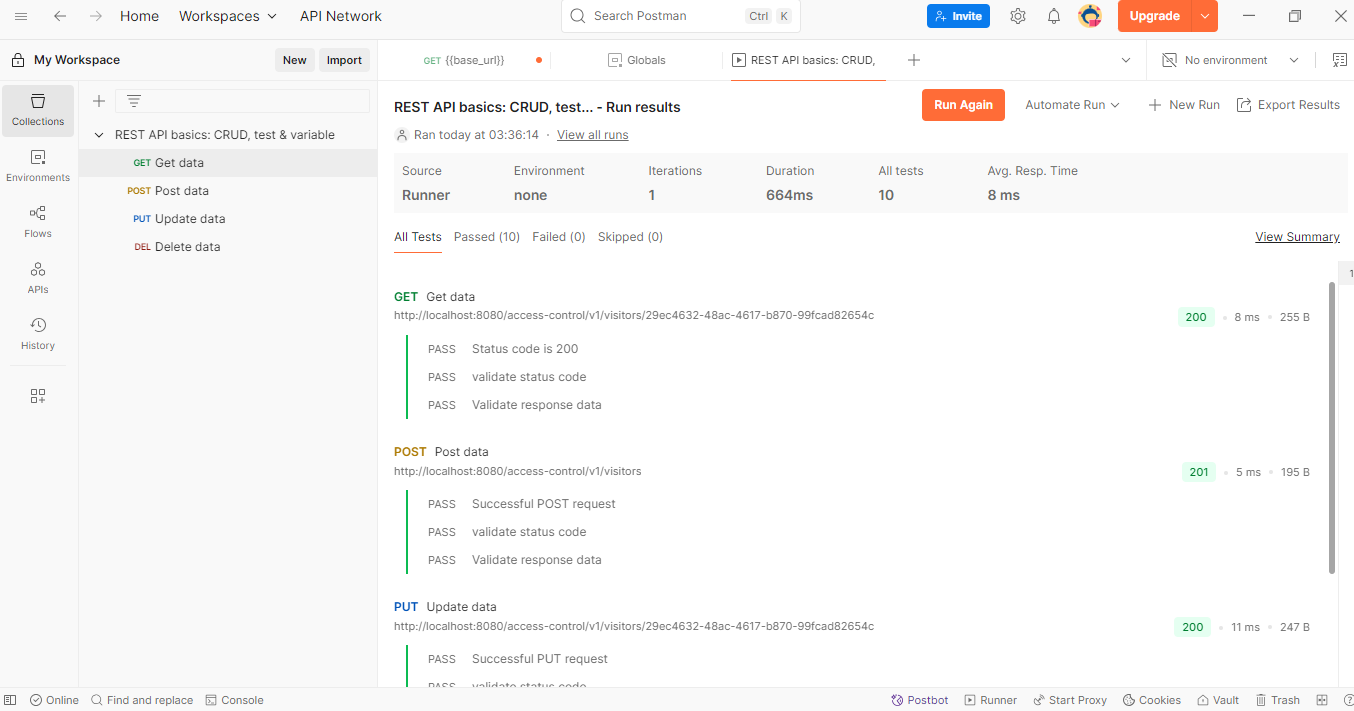 Home Workspaces API Network Search Postman Ctrl K Invite Upgrade
My Workspace New Import GET {{base_url}} Globals REST API basics: CRUD, No environment
Collections
Environments
Flows
APIs
History
REST API basics: CRUD, test & variable
GET Get data
POST Post data
PUT Update data
DEL Delete data
REST API basics: CRUD, test... - Run results Run Again Automate Run New Run Export Results
Ran today at 03:36:14 · View all runs
Source Environment Iterations Duration All tests Avg. Resp. Time
Runner none 1 664ms 10 8 ms
All Tests Passed (10) Failed (0) Skipped (0) View Summary
1
GET Get data
http://localhost:8080/access-control/v1/visitors/29ec4632-48ac-4617-b870-99fcad82654c 200 8 ms 255 B
PASS Status code is 200
PASS validate status code
PASS Validate response data
POST Post data
http://localhost:8080/access-control/v1/visitors 201 5 ms 195 B
PASS Successful POST request
PASS validate status code
PASS Validate response data
PUT Update data
http://localhost:8080/access-control/v1/visitors/29ec4632-48ac-4617-b870-99fcad82654c 200 11 ms 247 B
PASS Successful PUT request
PASS validate status code
Online Find and replace Console Postbot Runner Start Proxy Cookies Vault Trash